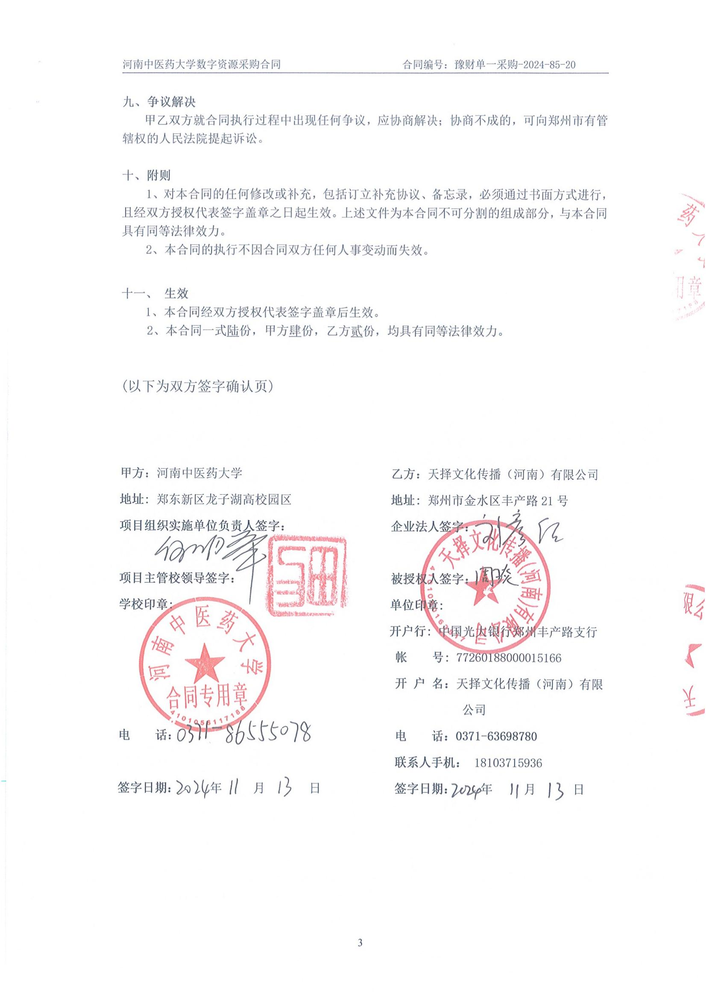 河南中医药大学数字资源采购合同 合同编号：豫财单一采购-2024-85-20
九、争议解决
甲乙双方就合同执行过程中出现任何争议，应协商解决；协商不成的，可向郑州市有管
辖权的人民法院提起诉讼。
十、附则
1、对本合同的任何修改或补充，包括订立补充协议、备忘录，必须通过书面方式进行，
且经双方授权代表签字盖章之日起生效。上述文件为本合同不可分割的组成部分，与本合同
具有同等法律效力。
2、本合同的执行不因合同双方任何人事变动而失效。
十一、 生效
1、本合同经双方授权代表签字盖章后生效。
2、本合同一式陆份，甲方肆份，乙方贰份，均具有同等法律效力。
(以下为双方签字确认页)
甲方：河南中医药大学
地址：郑东新区龙子湖高校园区
项目组织实施单位负责人签字：
项目主管校领导签字：
学校印章：
河南中医药大学
合同专用章
4101056117188
电 话：0371-86555078
签字日期：2024年 11 月 13 日
乙方：天择文化传播（河南）有限公司
地址：郑州市金水区丰产路 21 号
企业法人签字：刘彦红
被授权人签字：周琰
单位印章：
天择文化传播(河南)有限公司
开户行：中国光大银行郑州丰产路支行
帐 号：77260188000015166
开 户 名：天择文化传播（河南）有限
公司
电 话：0371-63698780
联系人手机： 18103715936
签字日期：2024年 11月 13 日
药
用章
限公
天
3